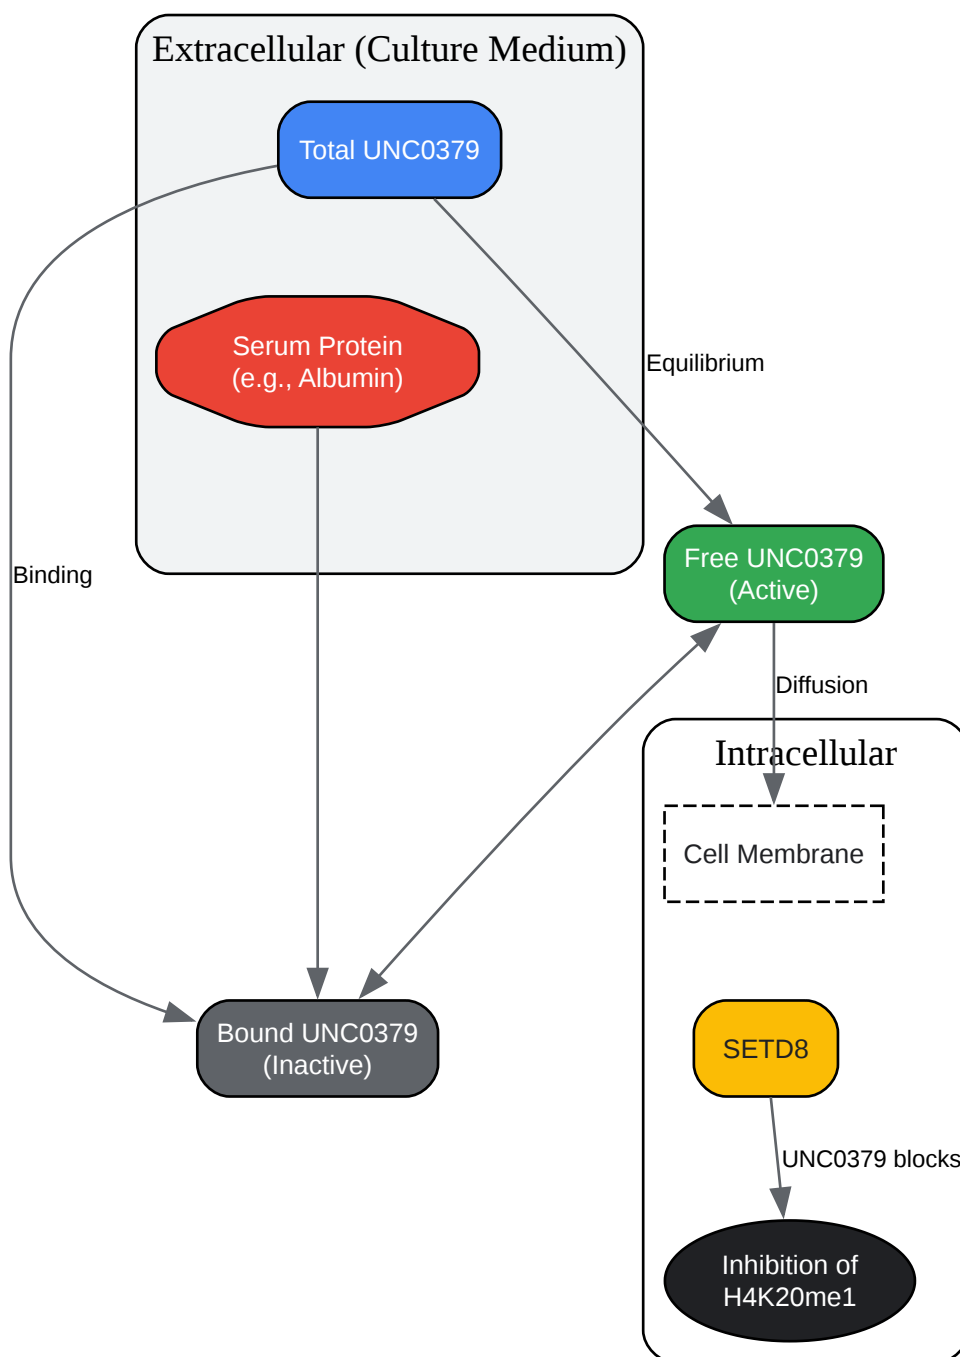 Extracellular (Culture Medium)
Total UNC0379
Serum Protein
(e.g., Albumin)
Equilibrium
Binding
Free UNC0379
(Active)
Diffusion
Intracellular
Cell Membrane
Bound UNC0379
(Inactive)
SETD8
UNC0379 blocks
Inhibition of
H4K20me1